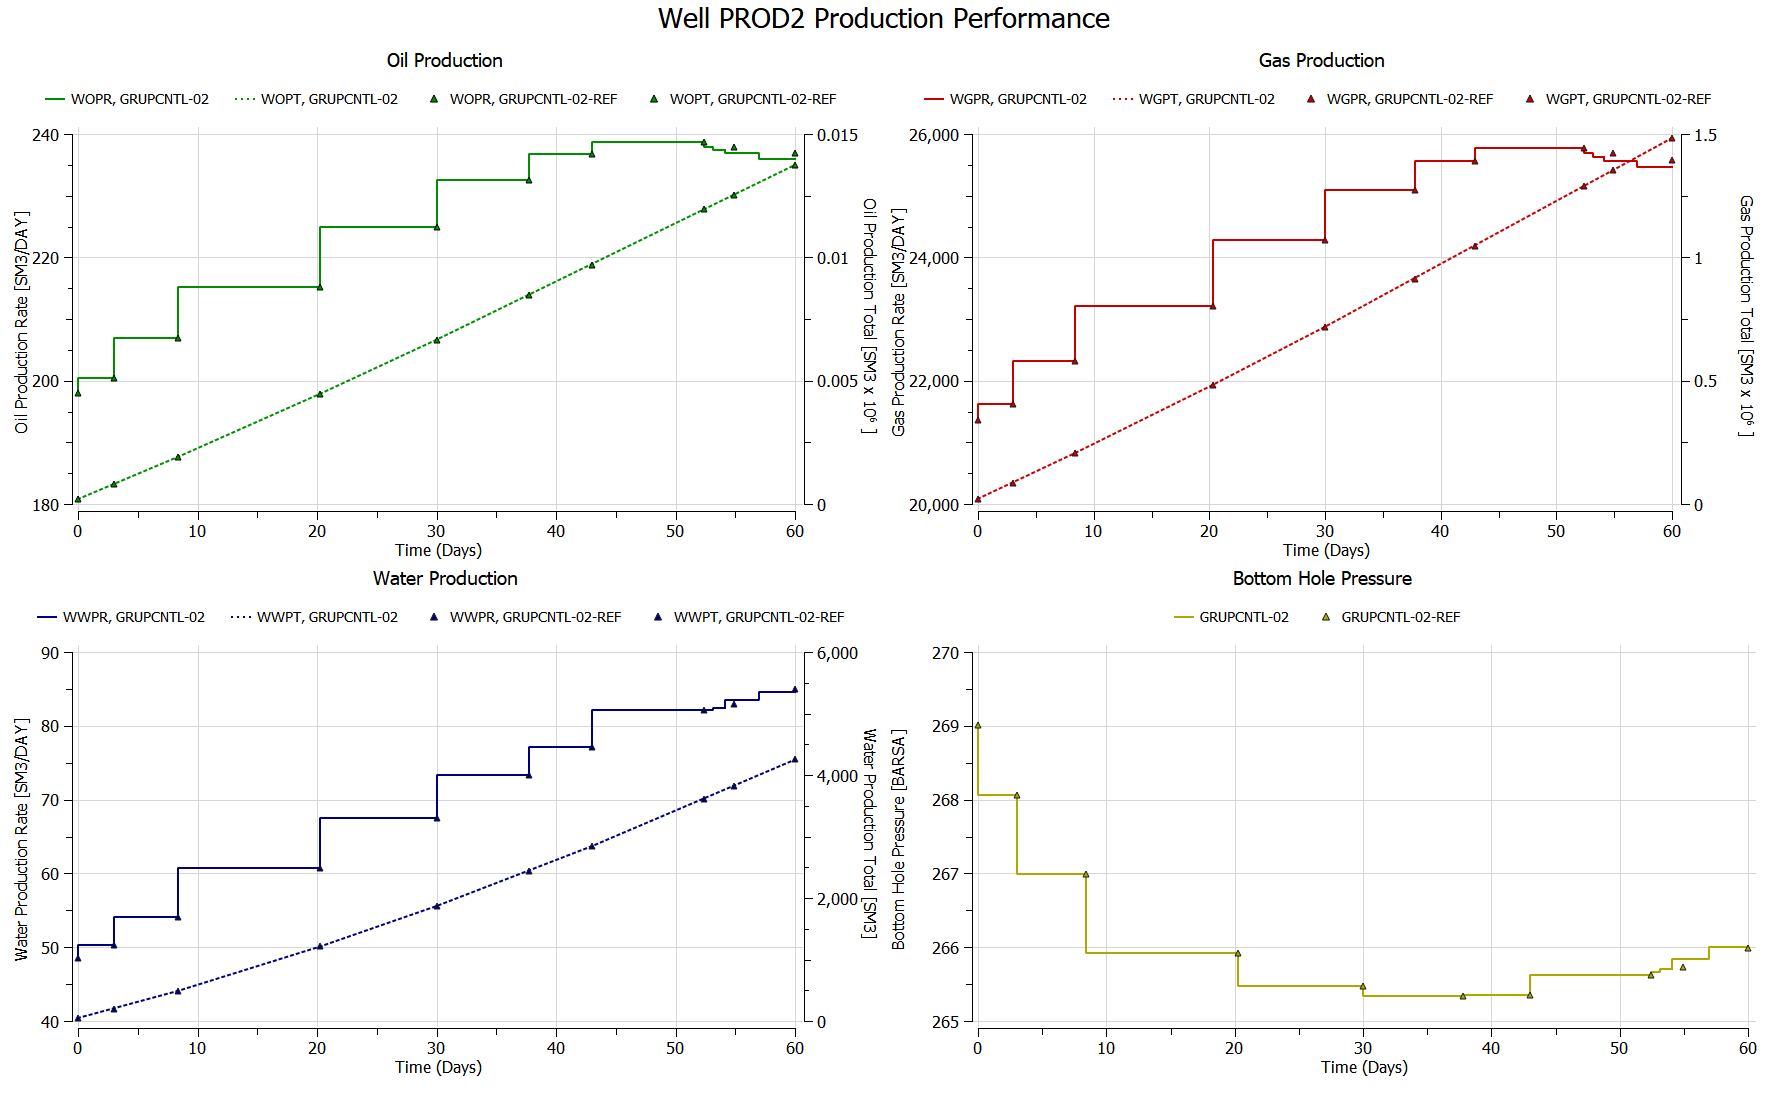 Well PROD2 Production Performance
Oil Production
WOPR, GRUPCNTL-02 WOPT, GRUPCNTL-02 WOPR, GRUPCNTL-02-REF WOPT, GRUPCNTL-02-REF
Oil Production Rate [SM3/DAY]
240
220
200
180
0.015
0.01
0.005
0
Oil Production Total [SM3 x 10⁶ ]
0 10 20 30 40 50 60
Time (Days)
Gas Production
WGPR, GRUPCNTL-02 WGPT, GRUPCNTL-02 WGPR, GRUPCNTL-02-REF WGPT, GRUPCNTL-02-REF
Gas Production Rate [SM3/DAY]
26,000
24,000
22,000
20,000
1.5
1
0.5
0
Gas Production Total [SM3 x 10⁶ ]
0 10 20 30 40 50 60
Time (Days)
Water Production
WWPR, GRUPCNTL-02 WWPT, GRUPCNTL-02 WWPR, GRUPCNTL-02-REF WWPT, GRUPCNTL-02-REF
Water Production Rate [SM3/DAY]
90
80
70
60
50
40
6,000
4,000
2,000
0
Water Production Total [SM3]
0 10 20 30 40 50 60
Time (Days)
Bottom Hole Pressure
GRUPCNTL-02 GRUPCNTL-02-REF
Bottom Hole Pressure [BARSA]
270
269
268
267
266
265
0 10 20 30 40 50 60
Time (Days)